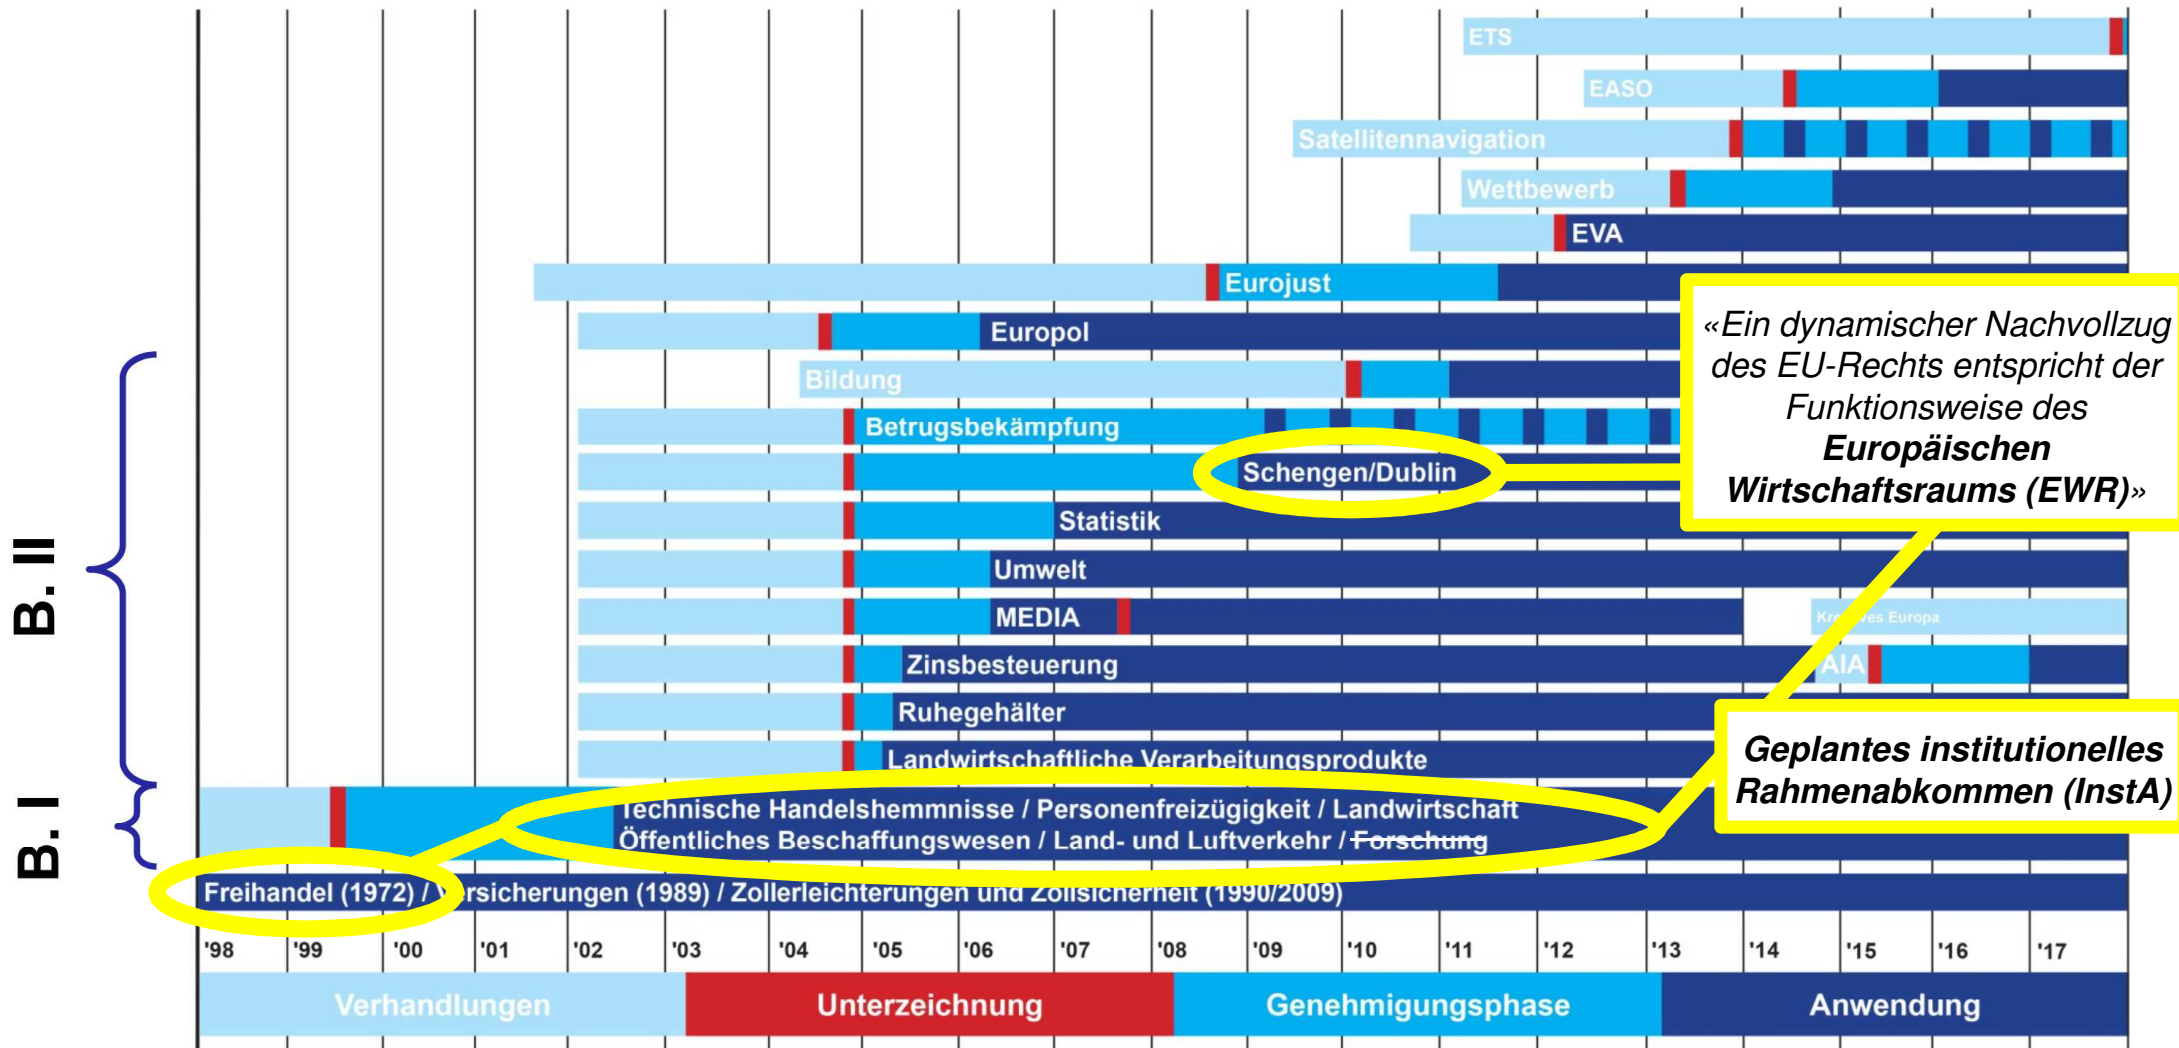 ETS
EASO
Satellitennavigation
Wettbewerb
EVA
Eurojust
Europol
Bildung
Betrugsbekämpfung
Schengen/Dublin
Statistik
Umwelt
MEDIA
Europa
Zinsbesteuerung
AIA
Ruhegehälter
Landwirtschaftliche Verarbeitungsprodukte
Technische Handelshemmnisse / Personenfreizügigkeit / Landwirtschaft
Öffentliches Beschaffungswesen / Land- und Luftverkehr / Forschung
Freihandel (1972) / Versicherungen (1989) / Zollerleichterungen und Zollsicherheit (1990/2009)
B. II
B. I
«Ein dynamischer Nachvollzug
des EU-Rechts entspricht der
Funktionsweise des
Europäischen
Wirtschaftsraums (EWR)»
Geplantes institutionelles
Rahmenabkommen (InstA)
'98 '99 '00 '01 '02 '03 '04 '05 '06 '07 '08 '09 '10 '11 '12 '13 '14 '15 '16 '17
Verhandlungen Unterzeichnung Genehmigungsphase Anwendung